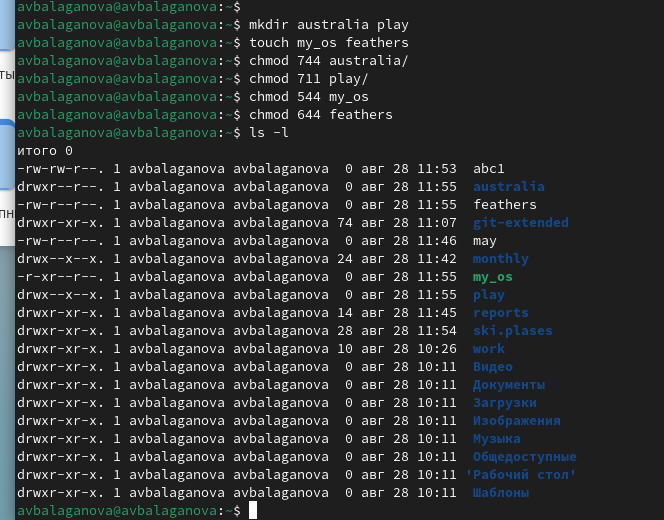 avbalaganova@avbalaganova:~$
avbalaganova@avbalaganova:~$ mkdir australia play
avbalaganova@avbalaganova:~$ touch my_os feathers
avbalaganova@avbalaganova:~$ chmod 744 australia/
avbalaganova@avbalaganova:~$ chmod 711 play/
avbalaganova@avbalaganova:~$ chmod 544 my_os
avbalaganova@avbalaganova:~$ chmod 644 feathers
avbalaganova@avbalaganova:~$ ls -l
итого 0
-rw-rw-r--. 1 avbalaganova avbalaganova  0 авг 28 11:53  abc1
drwxr--r--. 1 avbalaganova avbalaganova  0 авг 28 11:55  australia
-rw-r--r--. 1 avbalaganova avbalaganova  0 авг 28 11:55  feathers
drwxr-xr-x. 1 avbalaganova avbalaganova 74 авг 28 11:07  git-extended
-rw-r--r--. 1 avbalaganova avbalaganova  0 авг 28 11:46  may
drwx--x--x. 1 avbalaganova avbalaganova 24 авг 28 11:42  monthly
-r-xr--r--. 1 avbalaganova avbalaganova  0 авг 28 11:55  my_os
drwx--x--x. 1 avbalaganova avbalaganova  0 авг 28 11:55  play
drwxr-xr-x. 1 avbalaganova avbalaganova 14 авг 28 11:45  reports
drwxr-xr-x. 1 avbalaganova avbalaganova 28 авг 28 11:54  ski.plases
drwxr-xr-x. 1 avbalaganova avbalaganova 10 авг 28 10:26  work
drwxr-xr-x. 1 avbalaganova avbalaganova  0 авг 28 10:11  Видео
drwxr-xr-x. 1 avbalaganova avbalaganova  0 авг 28 10:11  Документы
drwxr-xr-x. 1 avbalaganova avbalaganova  0 авг 28 10:11  Загрузки
drwxr-xr-x. 1 avbalaganova avbalaganova  0 авг 28 10:11  Изображения
drwxr-xr-x. 1 avbalaganova avbalaganova  0 авг 28 10:11  Музыка
drwxr-xr-x. 1 avbalaganova avbalaganova  0 авг 28 10:11  Общедоступные
drwxr-xr-x. 1 avbalaganova avbalaganova  0 авг 28 10:11 'Рабочий стол'
drwxr-xr-x. 1 avbalaganova avbalaganova  0 авг 28 10:11  Шаблоны
avbalaganova@avbalaganova:~$